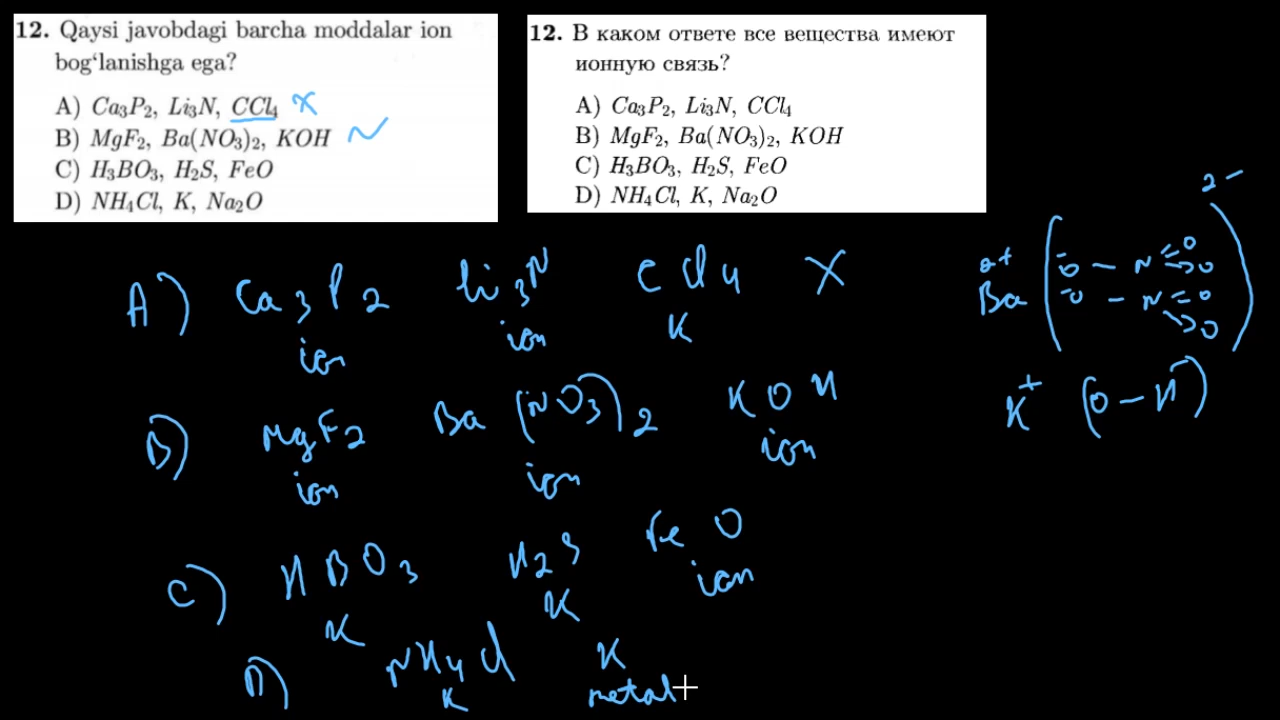 12. Qaysi javobdagi barcha moddalar ion
bog‘lanishga ega?
A) Ca₃P₂, Li₃N, CCl₄ X
B) MgF₂, Ba(NO₃)₂, KOH
C) H₃BO₃, H₂S, FeO
D) NH₄Cl, K, Na₂O
12. В каком ответе все вещества имеют
ионную связь?
A) Ca₃P₂, Li₃N, CCl₄
B) MgF₂, Ba(NO₃)₂, KOH
C) H₃BO₃, H₂S, FeO
D) NH₄Cl, K, Na₂O
A) Ca₃P₂ Li₃N CCl₄ X
ion ion K
B) MgF₂ Ba(NO₃)₂ KOH
ion ion ion
C) HBO₃ H₂S FeO
K K ion
D) NH₄Cl K
K metal
2-
2+
Ba
O — N = O
O
O - N = O
O
K⁺ (O — H)⁻